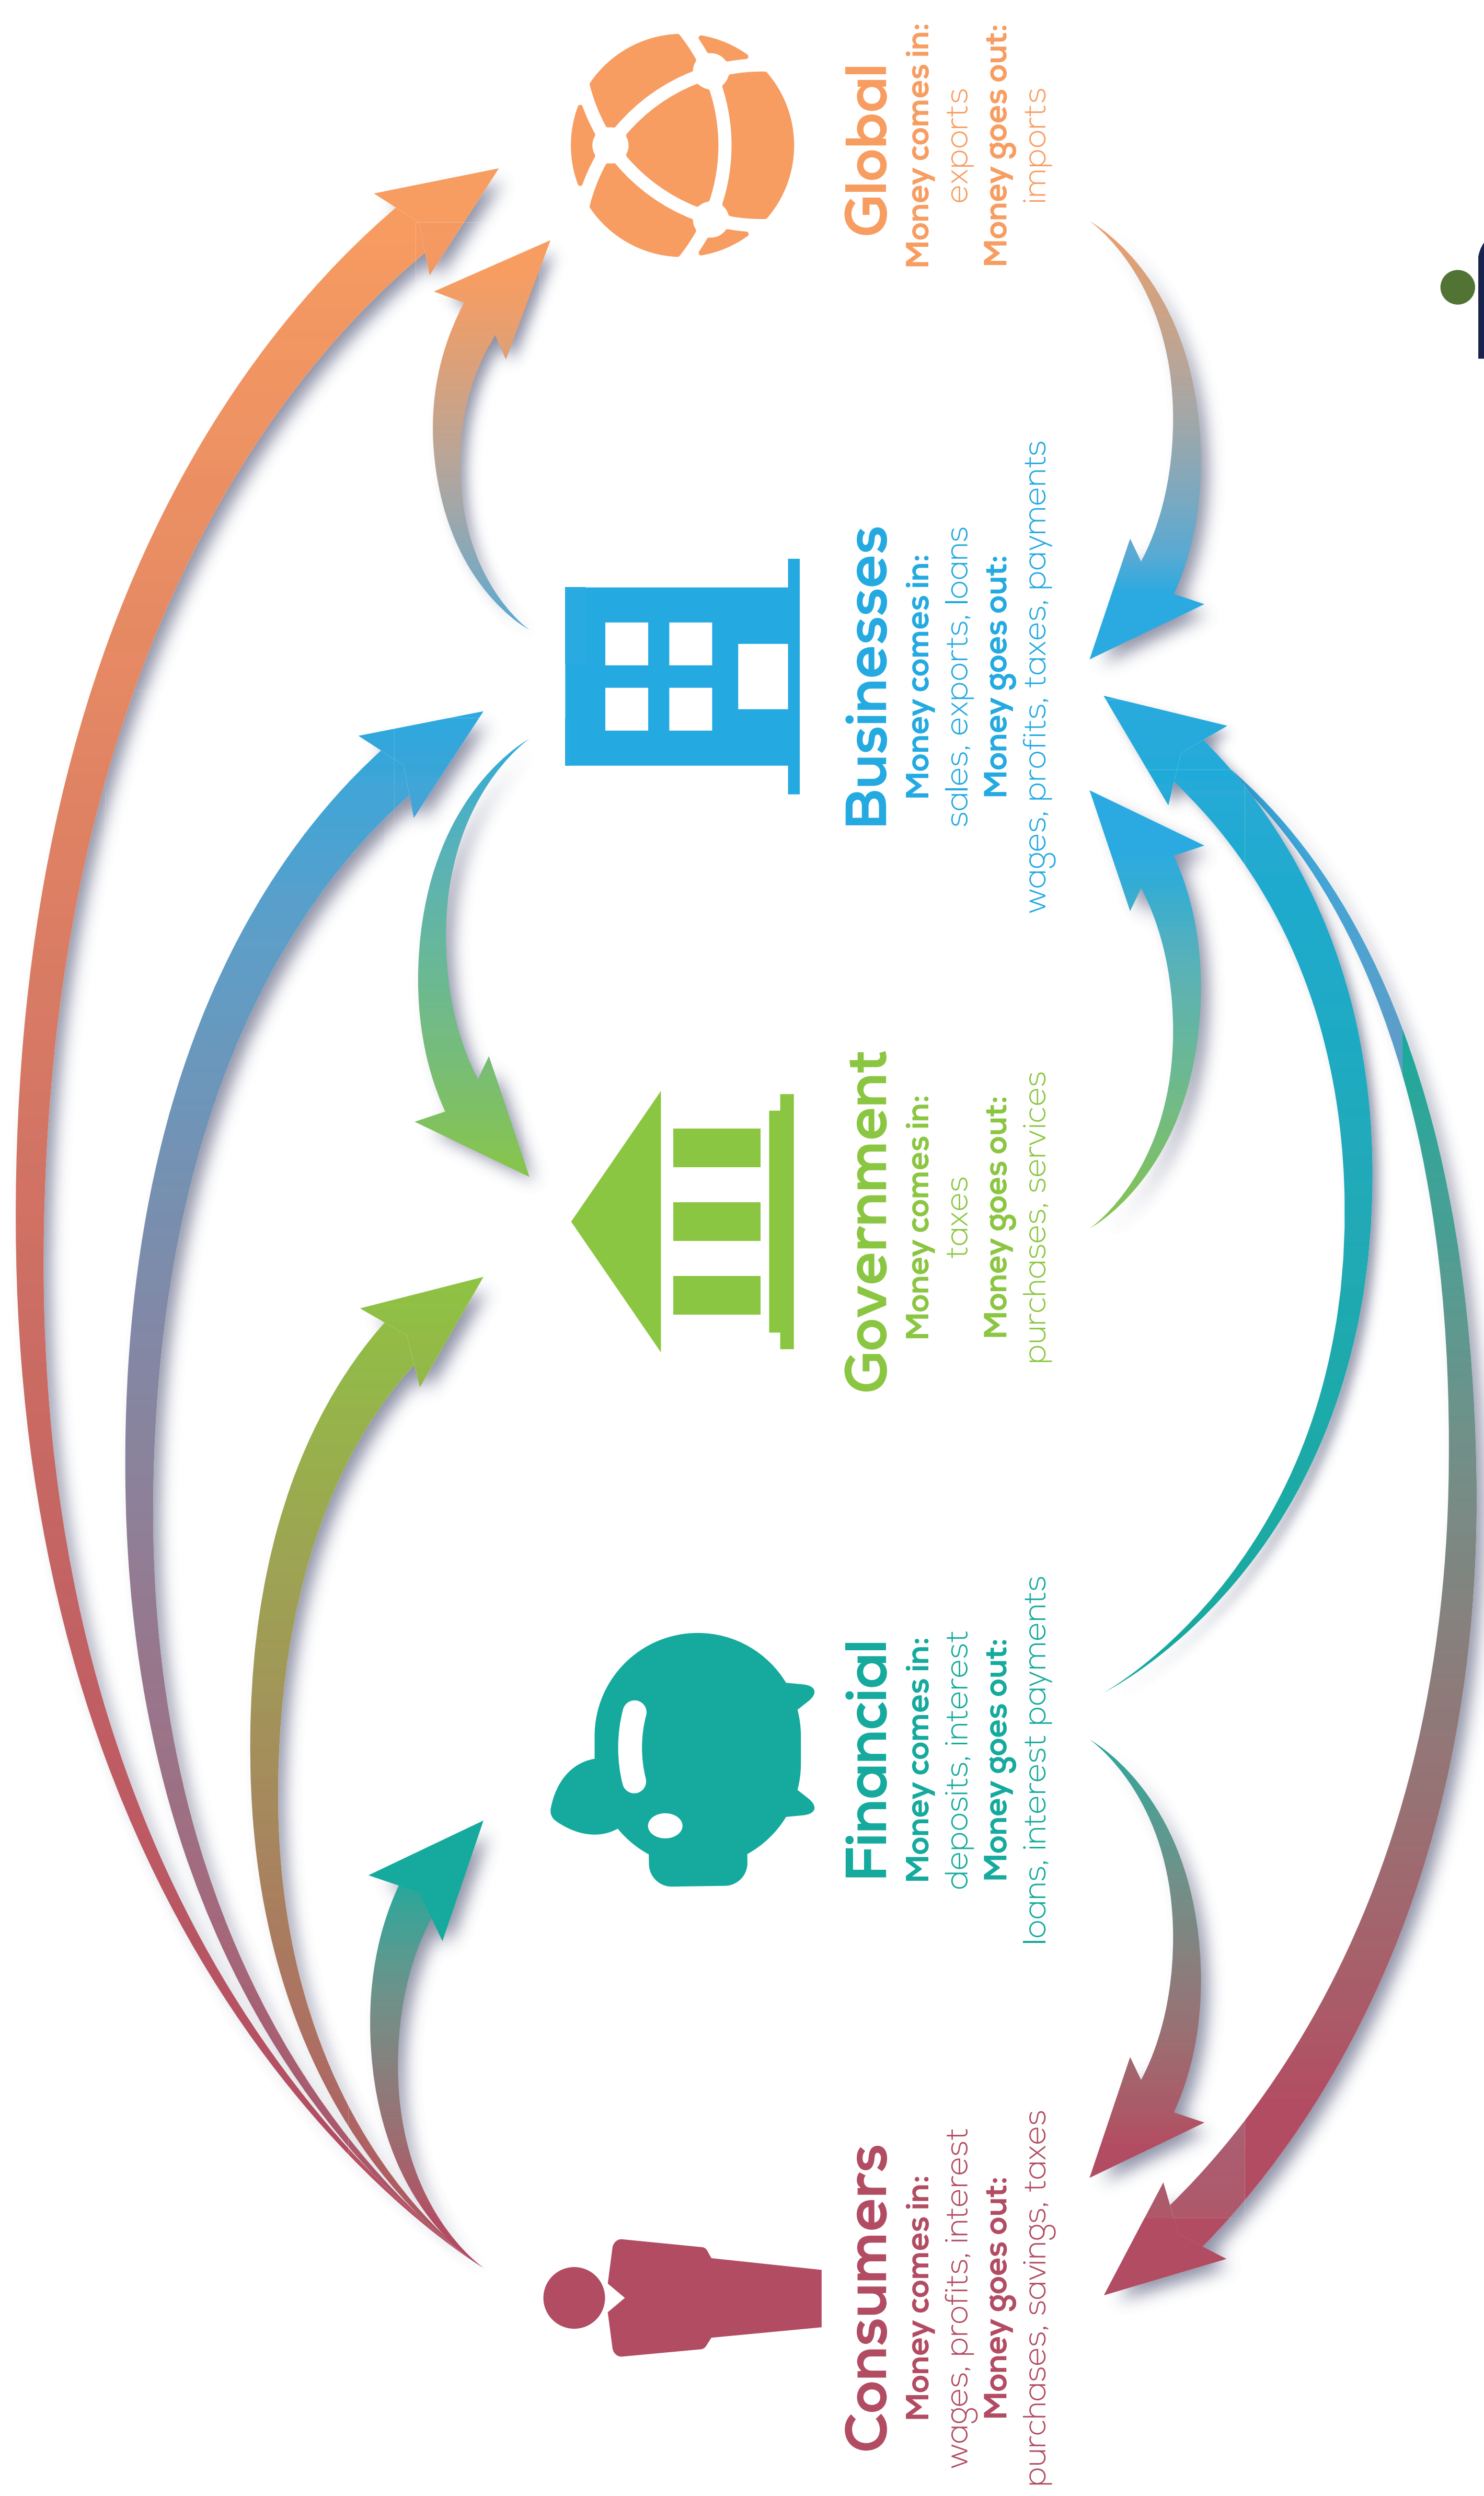 Consumers
Money comes in:
wages, profits, interest
Money goes out:
purchases, savings, taxes
Financial
Money comes in:
deposits, interest
Money goes out:
loans, interest payments
Government
Money comes in:
taxes
Money goes out:
purchases, services
Business
Money comes in:
sales, exports, loans
Money goes out:
wages, profits, taxes, payments
Global
Money comes in:
exports
Money goes out:
imports